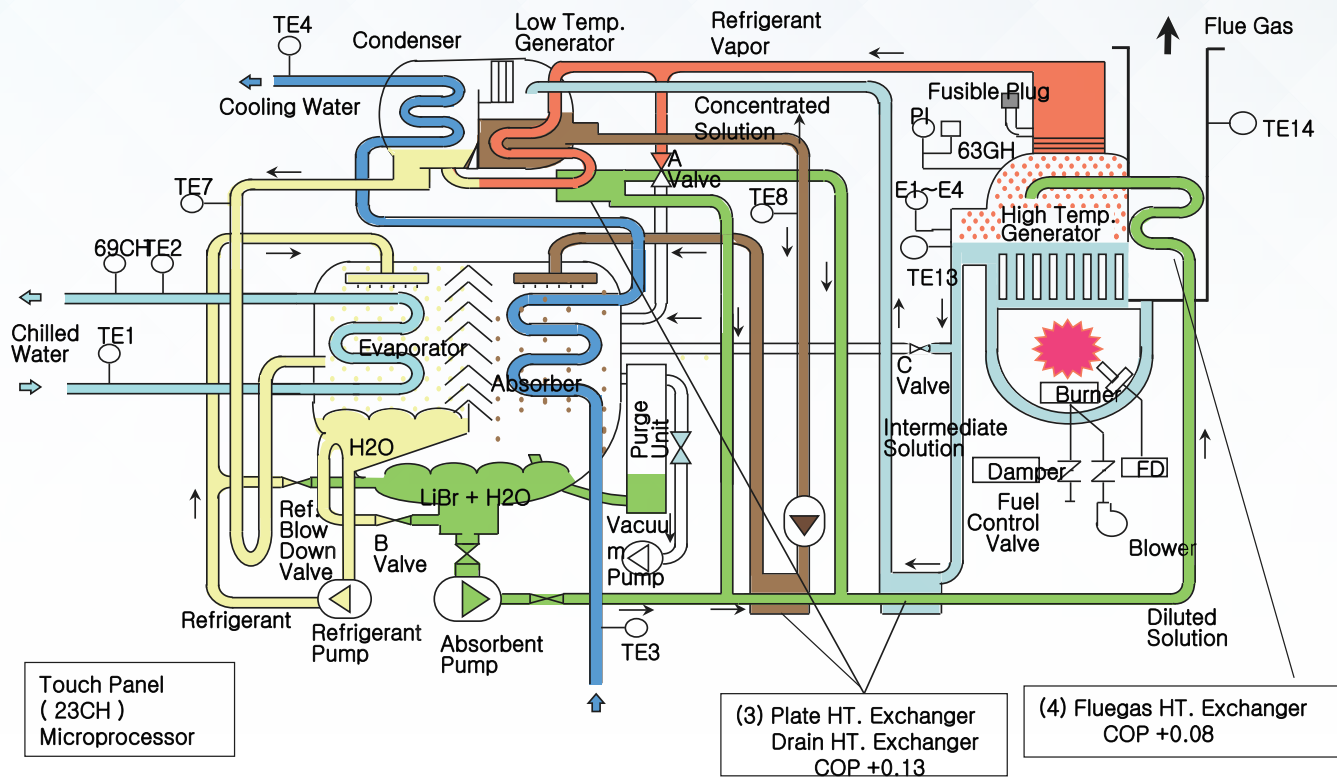 TE4
Condenser
Low Temp.
Generator
Refrigerant
Vapor
Flue Gas
Cooling Water
Concentrated
Solution
Fusible Plug
PI
63GH
TE14
A
Valve
TE7
TE8
E1~E4
High Temp.
Generator
69CH
TE2
TE13
Chilled
Water
TE1
Evaporator
Absorber
C
Valve
Burner
Purge
Unit
Intermediate
Solution
H2O
LiBr + H2O
Damper
FD
Ref.
Blow
Down
Valve
B
Valve
Vacuu
m
Pump
Fuel
Control
Valve
Blower
Refrigerant
Refrigerant
Pump
Absorbent
Pump
TE3
Diluted
Solution
Touch Panel
( 23CH )
Microprocessor
(3) Plate HT. Exchanger
Drain HT. Exchanger
COP +0.13
(4) Fluegas HT. Exchanger
COP +0.08